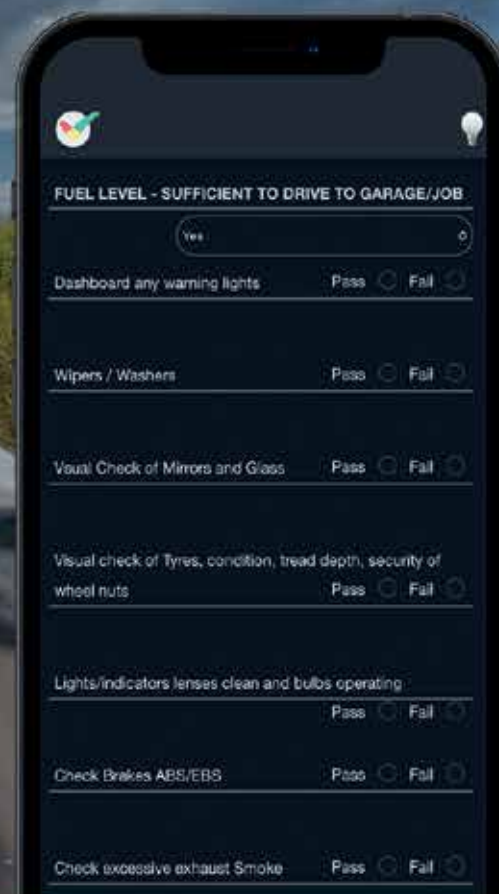 FUEL LEVEL - SUFFICIENT TO DRIVE TO GARAGE/JOB
Yes
Dashboard any warning lights Pass Fail
Wipers / Washers Pass Fail
Visual Check of Mirrors and Glass Pass Fail
Visual check of Tyres, condition, tread depth, security of
wheel nuts Pass Fail
Lights/indicators lenses clean and bulbs operating
Pass Fail
Check Brakes ABS/EBS Pass Fail
Check excessive exhaust Smoke Pass Fail